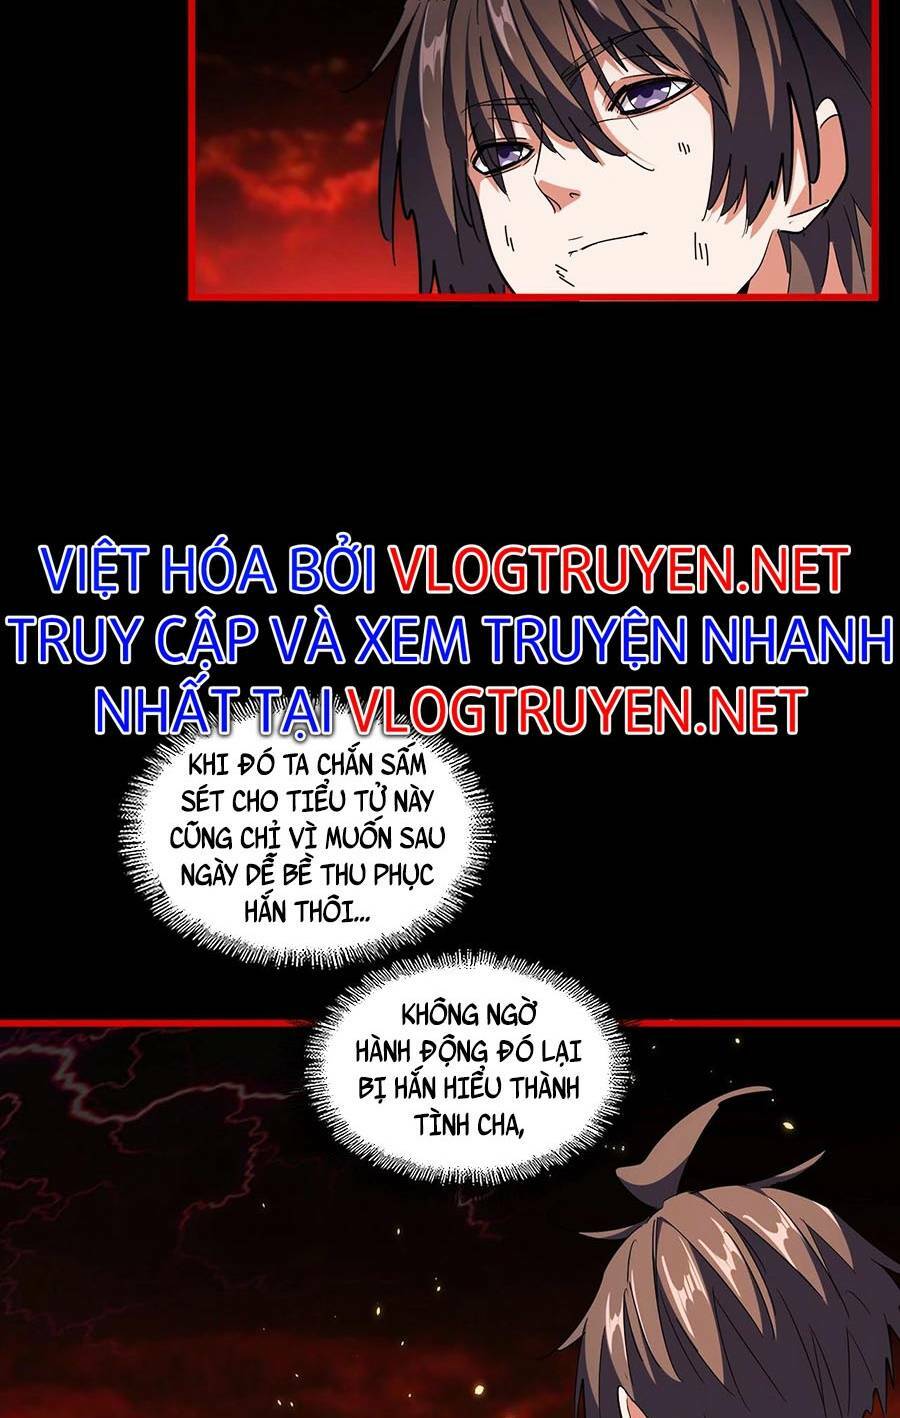 VIỆT HÓA BỞI VLOGTRUYEN.NET
TRUY CẬP VÀ XEM TRUYỆN NHANH
NHẤT TẠI VLOGTRUYEN.NET
KHI ĐÓ TA CHẮN SẤM
SÉT CHO TIỂU TỬ NÀY
CŨNG CHỈ VÌ MUỐN SAU
NGÀY DỄ BỀ THU PHỤC
HẮN THÔI...
KHÔNG NGỜ
HÀNH ĐỘNG ĐÓ LẠI
BỊ HẮN HIỂU THÀNH
TÌNH CHA,